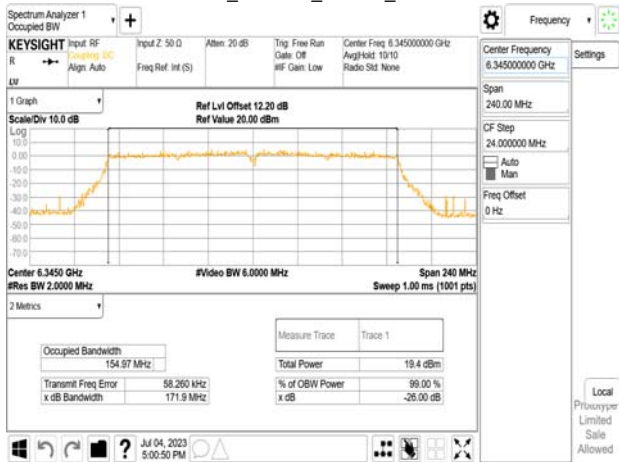 Spectrum Analyzer 1
Occupied BW
Frequency
KEYSIGHT
R
Input: RF
Coupling: DC
Align: Auto
Input Z: 50 Ω
Freq Ref: Int (S)
Atten: 20 dB
Trig: Free Run
Gate: Off
#IF Gain: Low
Center Freq: 6.345000000 GHz
Avg|Hold: 10/10
Radio Std: None
1 Graph
Scale/Div 10.0 dB
Ref Lvl Offset 12.20 dB
Ref Value 20.00 dBm
Log
10.0
0.00
-10.0
-20.0
-30.0
-40.0
-50.0
-60.0
-70.0
Center 6.3450 GHz
#Res BW 2.0000 MHz
#Video BW 6.0000 MHz
Span 240 MHz
Sweep 1.00 ms (1001 pts)
2 Metrics
Measure Trace
Trace 1
Occupied Bandwidth
154.97 MHz
Total Power
19.4 dBm
Transmit Freq Error
58.260 kHz
% of OBW Power
99.00 %
x dB Bandwidth
171.9 MHz
x dB
-26.00 dB
Jul 04, 2023
5:00:50 PM
Center Frequency
6.345000000 GHz
Settings
Span
240.00 MHz
CF Step
24.000000 MHz
Auto
Man
Freq Offset
0 Hz
Local
Prototype
Limited
Sale
Allowed